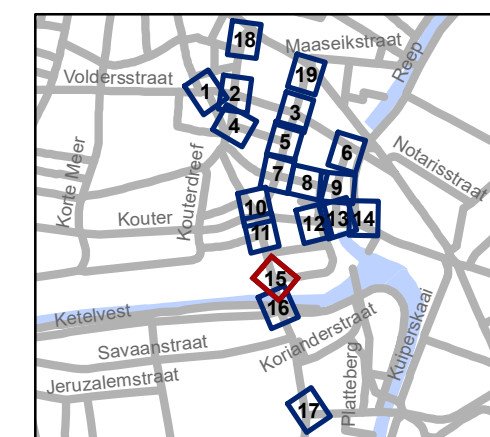 18
Maaseikstraat
Reep
19
Voldersstraat
1
2
3
4
5
6
Notarisstraat
Korte Meer
Kouterdreef
7
8
9
10
Kouter
11
12
13
14
15
16
Ketelvest
Savaanstraat
Korianderstraat
Kuiperskaai
Jeruzalemstraat
Platteberg
17